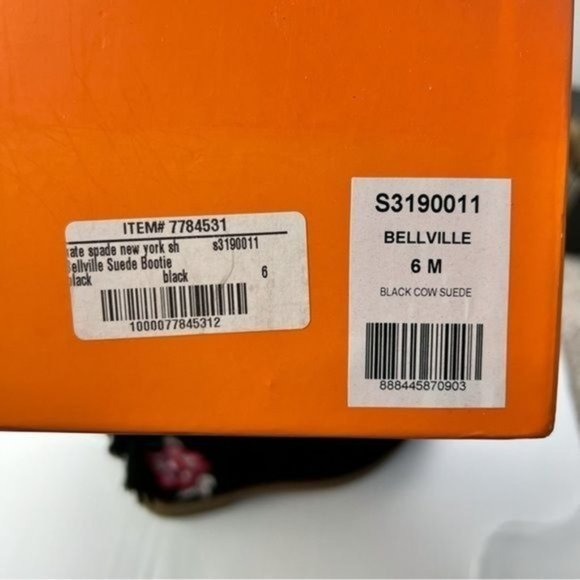 ITEM# 7784531
ate spade new york sh s3190011
ellville Suede Bootie
lack black 6
1000077845312
S3190011
BELLVILLE
6 M
BLACK COW SUEDE
888445870903